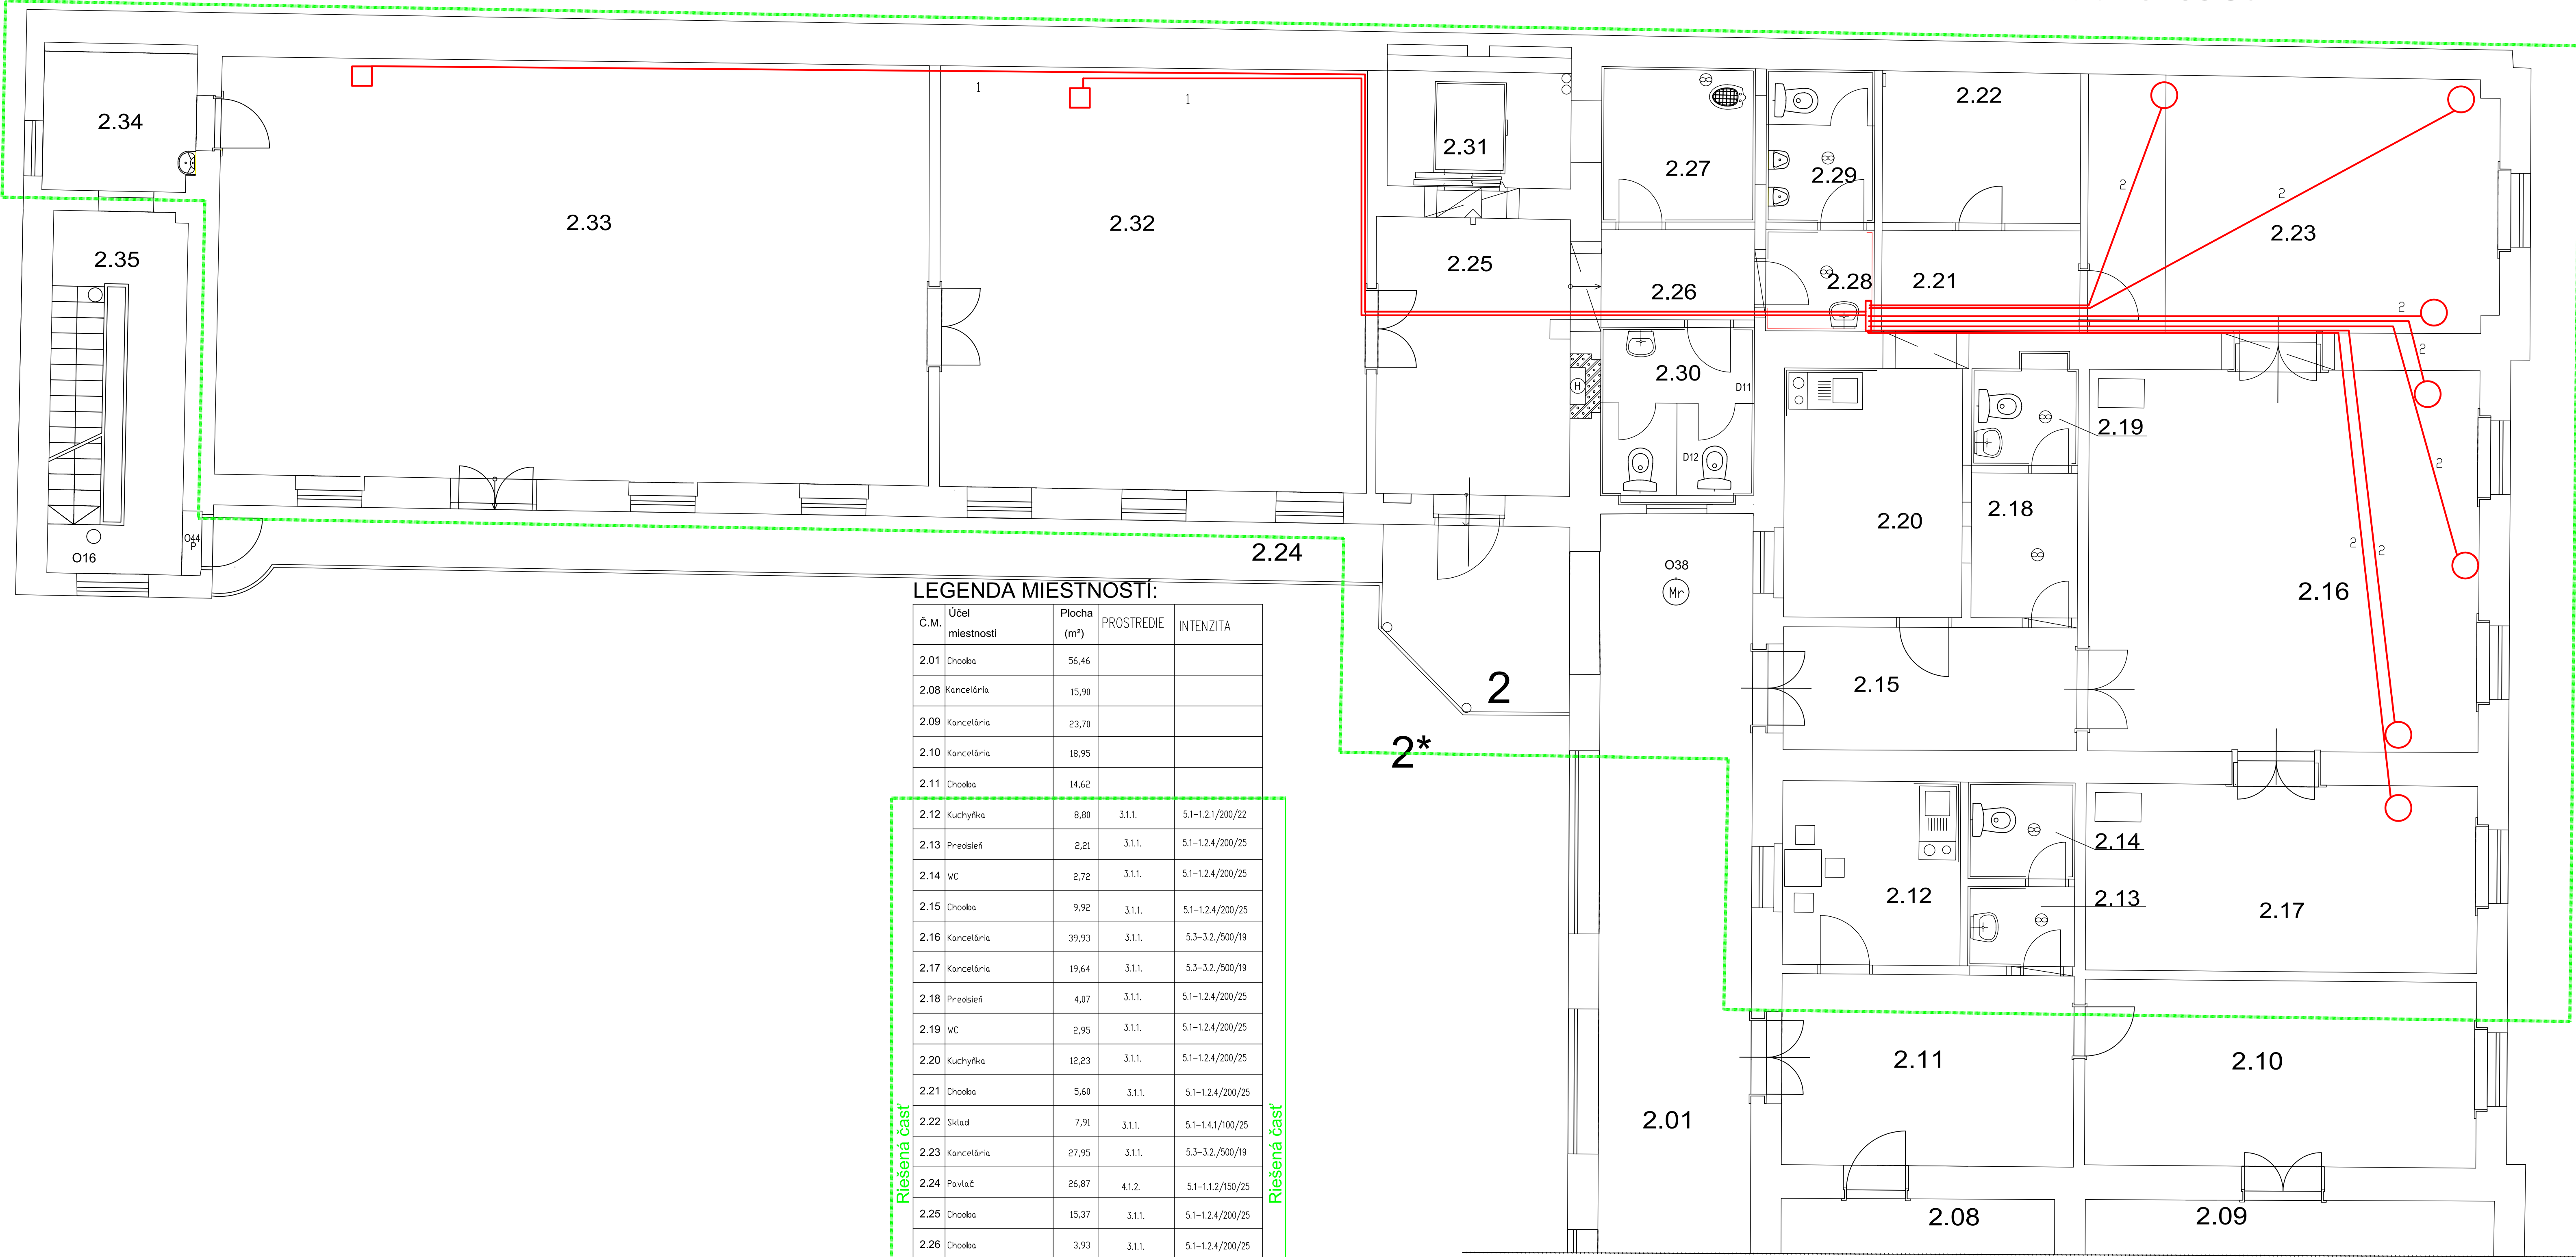 2.34
2.33
1
2.32
1
2.31
2.27
2.29
2.22
2
2
2.23
2.35
2.25
2.26
2.28
2.21
2
2
2
2
2
H
2.30
D11
D12
2.19
2.18
2.20
2.16
O16
O44
P
2.24
O38
Mr
2
2*
2.15
2.14
2.13
2.12
2.17
2.11
2.10
2.01
2.08
2.09
LEGENDA MIESTNOSTÍ:
Č.M. Účel miestnosti Plocha (m²) PROSTREDIE INTENZITA
2.01 Chodba 56,46
2.08 Kancelária 15,90
2.09 Kancelária 23,70
2.10 Kancelária 18,95
2.11 Chodba 14,62
2.12 Kuchyňka 8,80 3.1.1. 5.1-1.2.1/200/22
2.13 Predsieň 2,21 3.1.1. 5.1-1.2.4/200/25
2.14 WC 2,72 3.1.1. 5.1-1.2.4/200/25
2.15 Chodba 9,92 3.1.1. 5.1-1.2.4/200/25
2.16 Kancelária 39,93 3.1.1. 5.3-3.2./500/19
2.17 Kancelária 19,64 3.1.1. 5.3-3.2./500/19
2.18 Predsieň 4,07 3.1.1. 5.1-1.2.4/200/25
2.19 WC 2,95 3.1.1. 5.1-1.2.4/200/25
2.20 Kuchyňka 12,23 3.1.1. 5.1-1.2.4/200/25
2.21 Chodba 5,60 3.1.1. 5.1-1.2.4/200/25
2.22 Sklad 7,91 3.1.1. 5.1-1.4.1/100/25
2.23 Kancelária 27,95 3.1.1. 5.3-3.2./500/19
2.24 Pavlač 26,87 4.1.2. 5.1-1.1.2/150/25
2.25 Chodba 15,37 3.1.1. 5.1-1.2.4/200/25
2.26 Chodba 3,93 3.1.1. 5.1-1.2.4/200/25
Riešená časť
Riešená časť